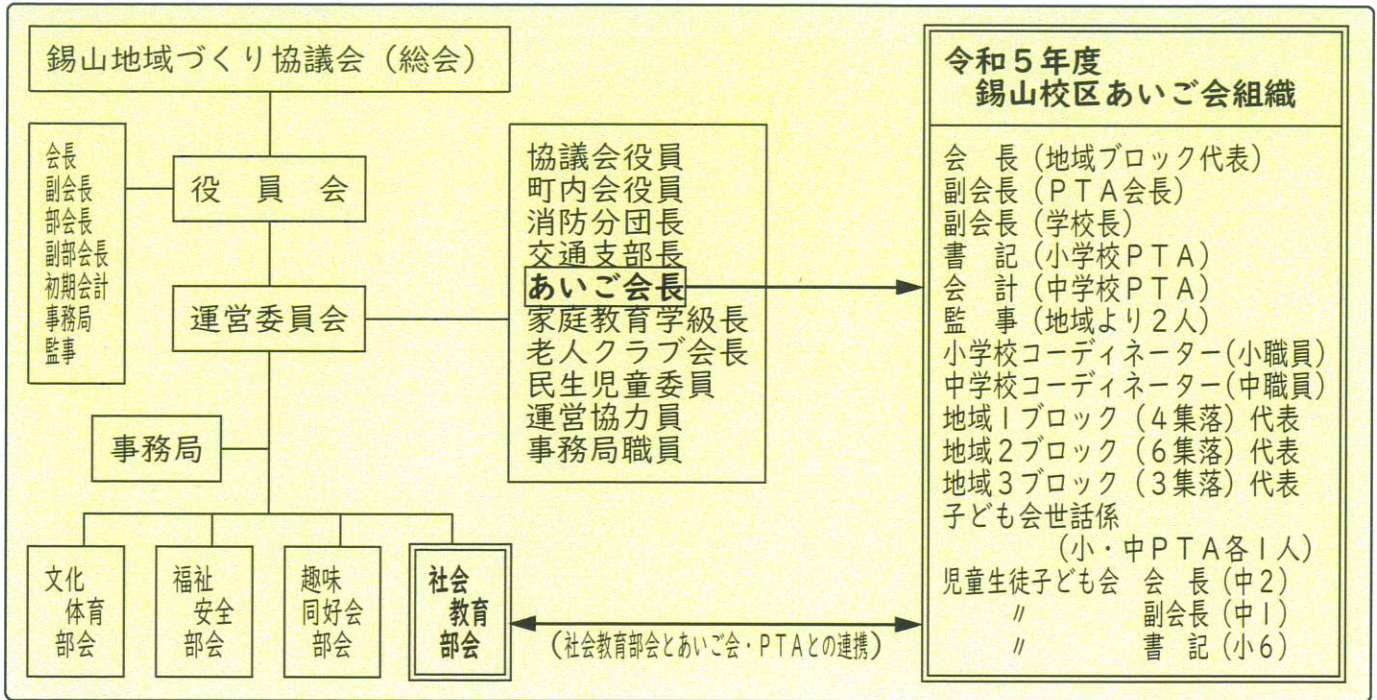 錫山地域づくり協議会（総会）
会長
副会長
部会長
副部会長
初期会計
事務局
監事
役　員　会
運営委員会
事務局
協議会役員
町内会役員
消防分団長
交通支部長
あいご会長
家庭教育学級長
老人クラブ会長
民生児童委員
運営協力員
事務局職員
文化
体育
部会
福祉
安全
部会
趣味
同好会
部会
社会
教育
部会
（社会教育部会とあいご会・ＰＴＡとの連携）
令和５年度
錫山校区あいご会組織
会　長（地域ブロック代表）
副会長（ＰＴＡ会長）
副会長（学校長）
書　記（小学校ＰＴＡ）
会　計（中学校ＰＴＡ）
監　事（地域より２人）
小学校コーディネーター（小職員）
中学校コーディネーター（中職員）
地域１ブロック（４集落）代表
地域２ブロック（６集落）代表
地域３ブロック（３集落）代表
子ども会世話係
（小・中ＰＴＡ各１人）
児童生徒子ども会　会　長（中２）
〃　副会長（中１）
〃　書　記（小６）